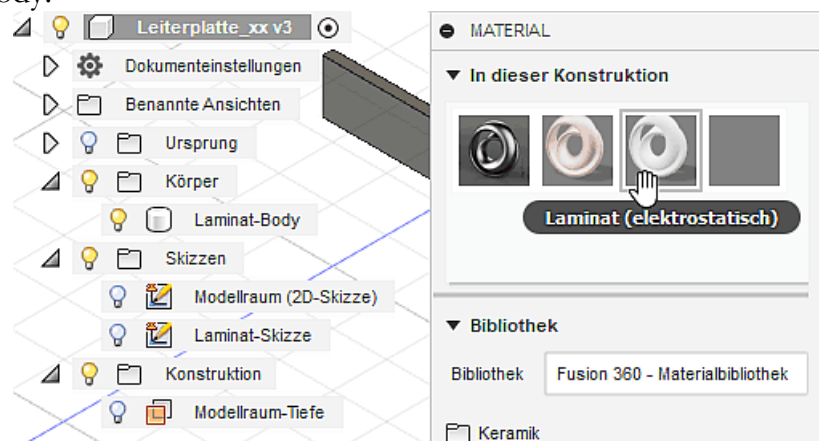 ody.
Leiterplatte_xx v3
Dokumenteinstellungen
Benannte Ansichten
Ursprung
Körper
Laminat-Body
Skizzen
Modellraum (2D-Skizze)
Laminat-Skizze
Konstruktion
Modellraum-Tiefe
MATERIAL
In dieser Konstruktion
Laminat (elektrostatisch)
Bibliothek
Bibliothek Fusion 360 - Materialbibliothek
Keramik